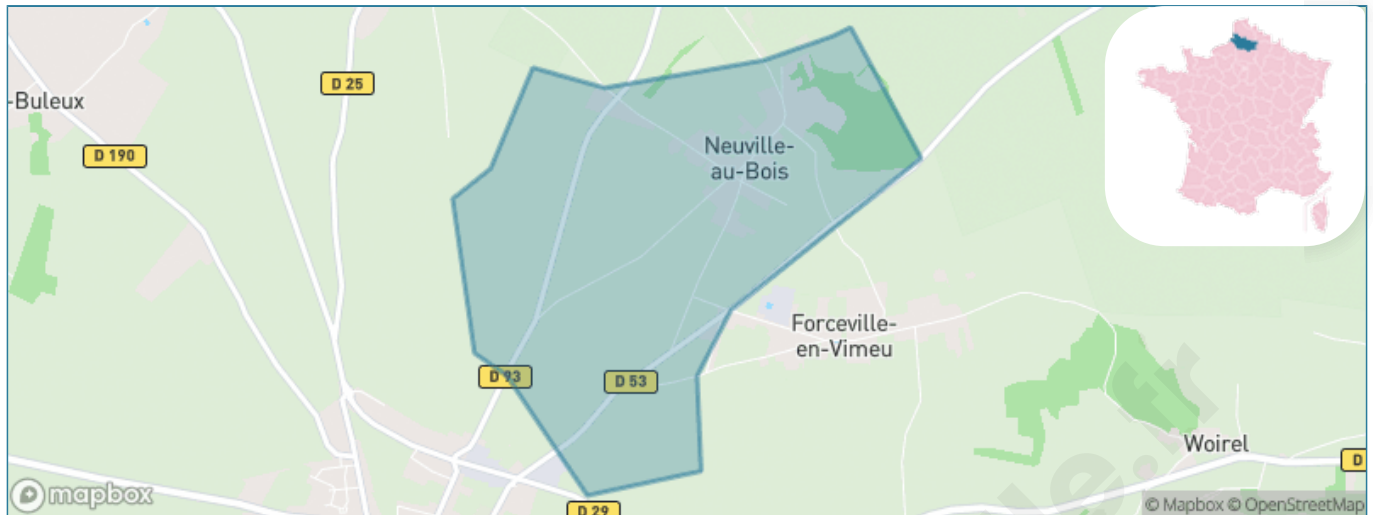 -Buleux
D 25
D 190
Neuville-
au-Bois
Forceville-
en-Vimeu
D 93
D 53
Woirel
D
D 29
mapbox
© Mapbox © OpenStreetMap